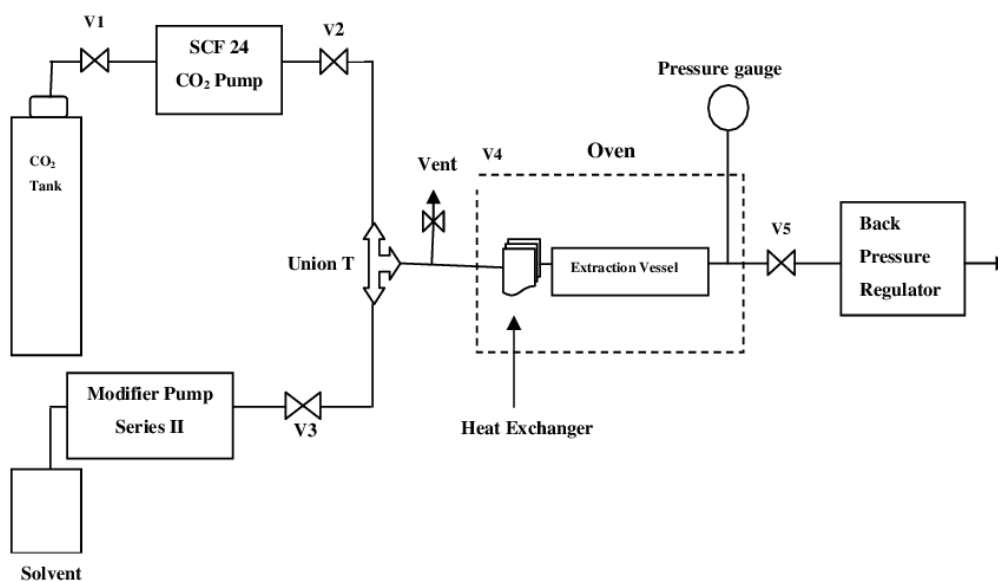 V1
SCF 24
CO₂ Pump
V2
Pressure gauge
CO₂
Tank
Vent
V4
Oven
Union T
Extraction Vessel
V5
Back
Pressure
Regulator
Modifier Pump
Series II
V3
Heat Exchanger
Solvent